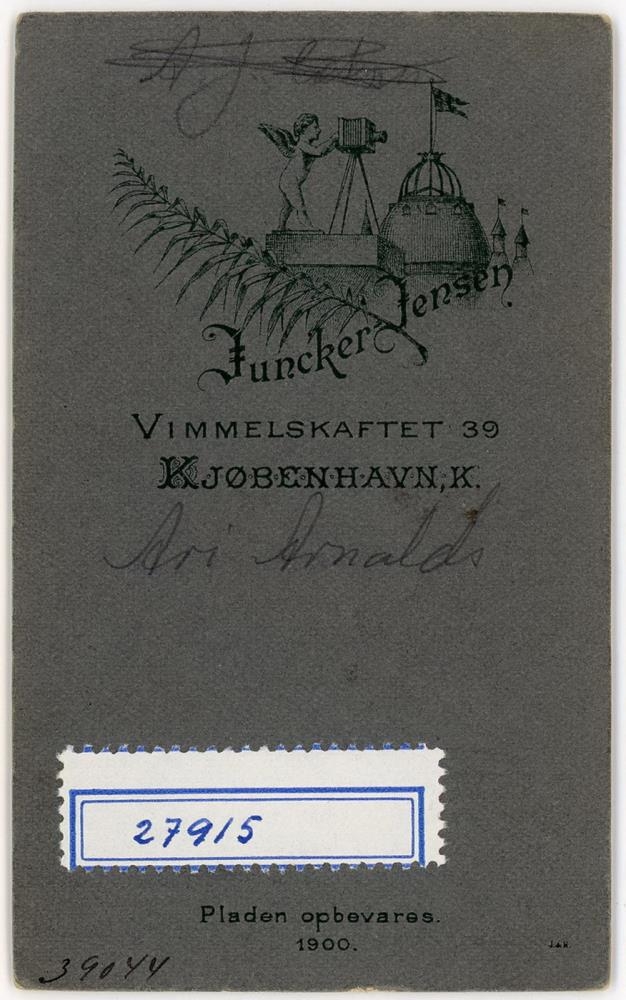 A. J.
Juncker-Jensen.
VIMMELSKAFTET 39
KJØBENHAVN, K.
Ari Arnalds
27915
Pladen opbevares.
1900.
39044